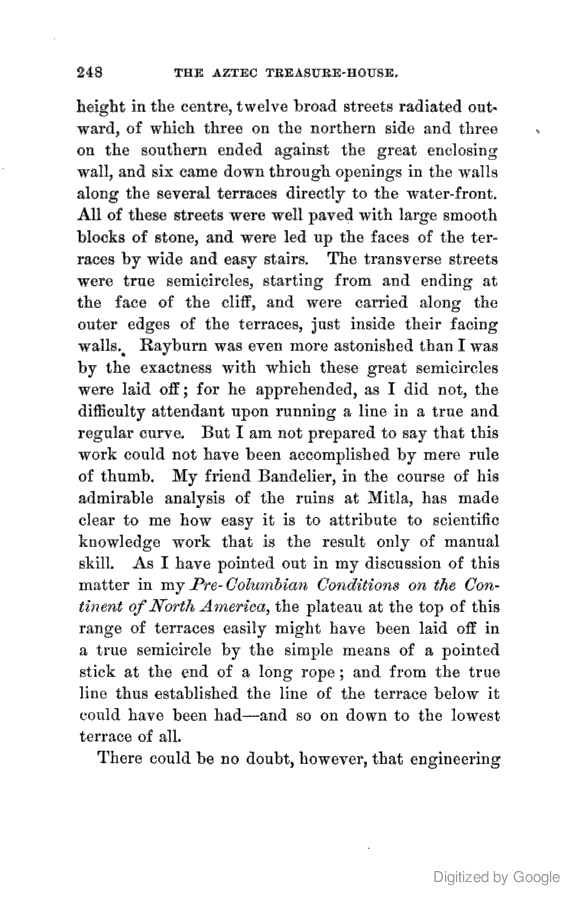 248 THE AZTEC TREASURE-HOUSE.
height in the centre, twelve broad streets radiated out-
ward, of which three on the northern side and three
on the southern ended against the great enclosing
wall, and six came down through openings in the walls
along the several terraces directly to the water-front.
All of these streets were well paved with large smooth
blocks of stone, and were led up the faces of the ter-
races by wide and easy stairs. The transverse streets
were true semicircles, starting from and ending at
the face of the cliff, and were carried along the
outer edges of the terraces, just inside their facing
walls. Rayburn was even more astonished than I was
by the exactness with which these great semicircles
were laid off; for he apprehended, as I did not, the
difficulty attendant upon running a line in a true and
regular curve. But I am not prepared to say that this
work could not have been accomplished by mere rule
of thumb. My friend Bandelier, in the course of his
admirable analysis of the ruins at Mitla, has made
clear to me how easy it is to attribute to scientific
knowledge work that is the result only of manual
skill. As I have pointed out in my discussion of this
matter in my Pre-Columbian Conditions on the Con-
tinent of North America, the plateau at the top of this
range of terraces easily might have been laid off in
a true semicircle by the simple means of a pointed
stick at the end of a long rope; and from the true
line thus established the line of the terrace below it
could have been had—and so on down to the lowest
terrace of all.
There could be no doubt, however, that engineering
Digitized by Google